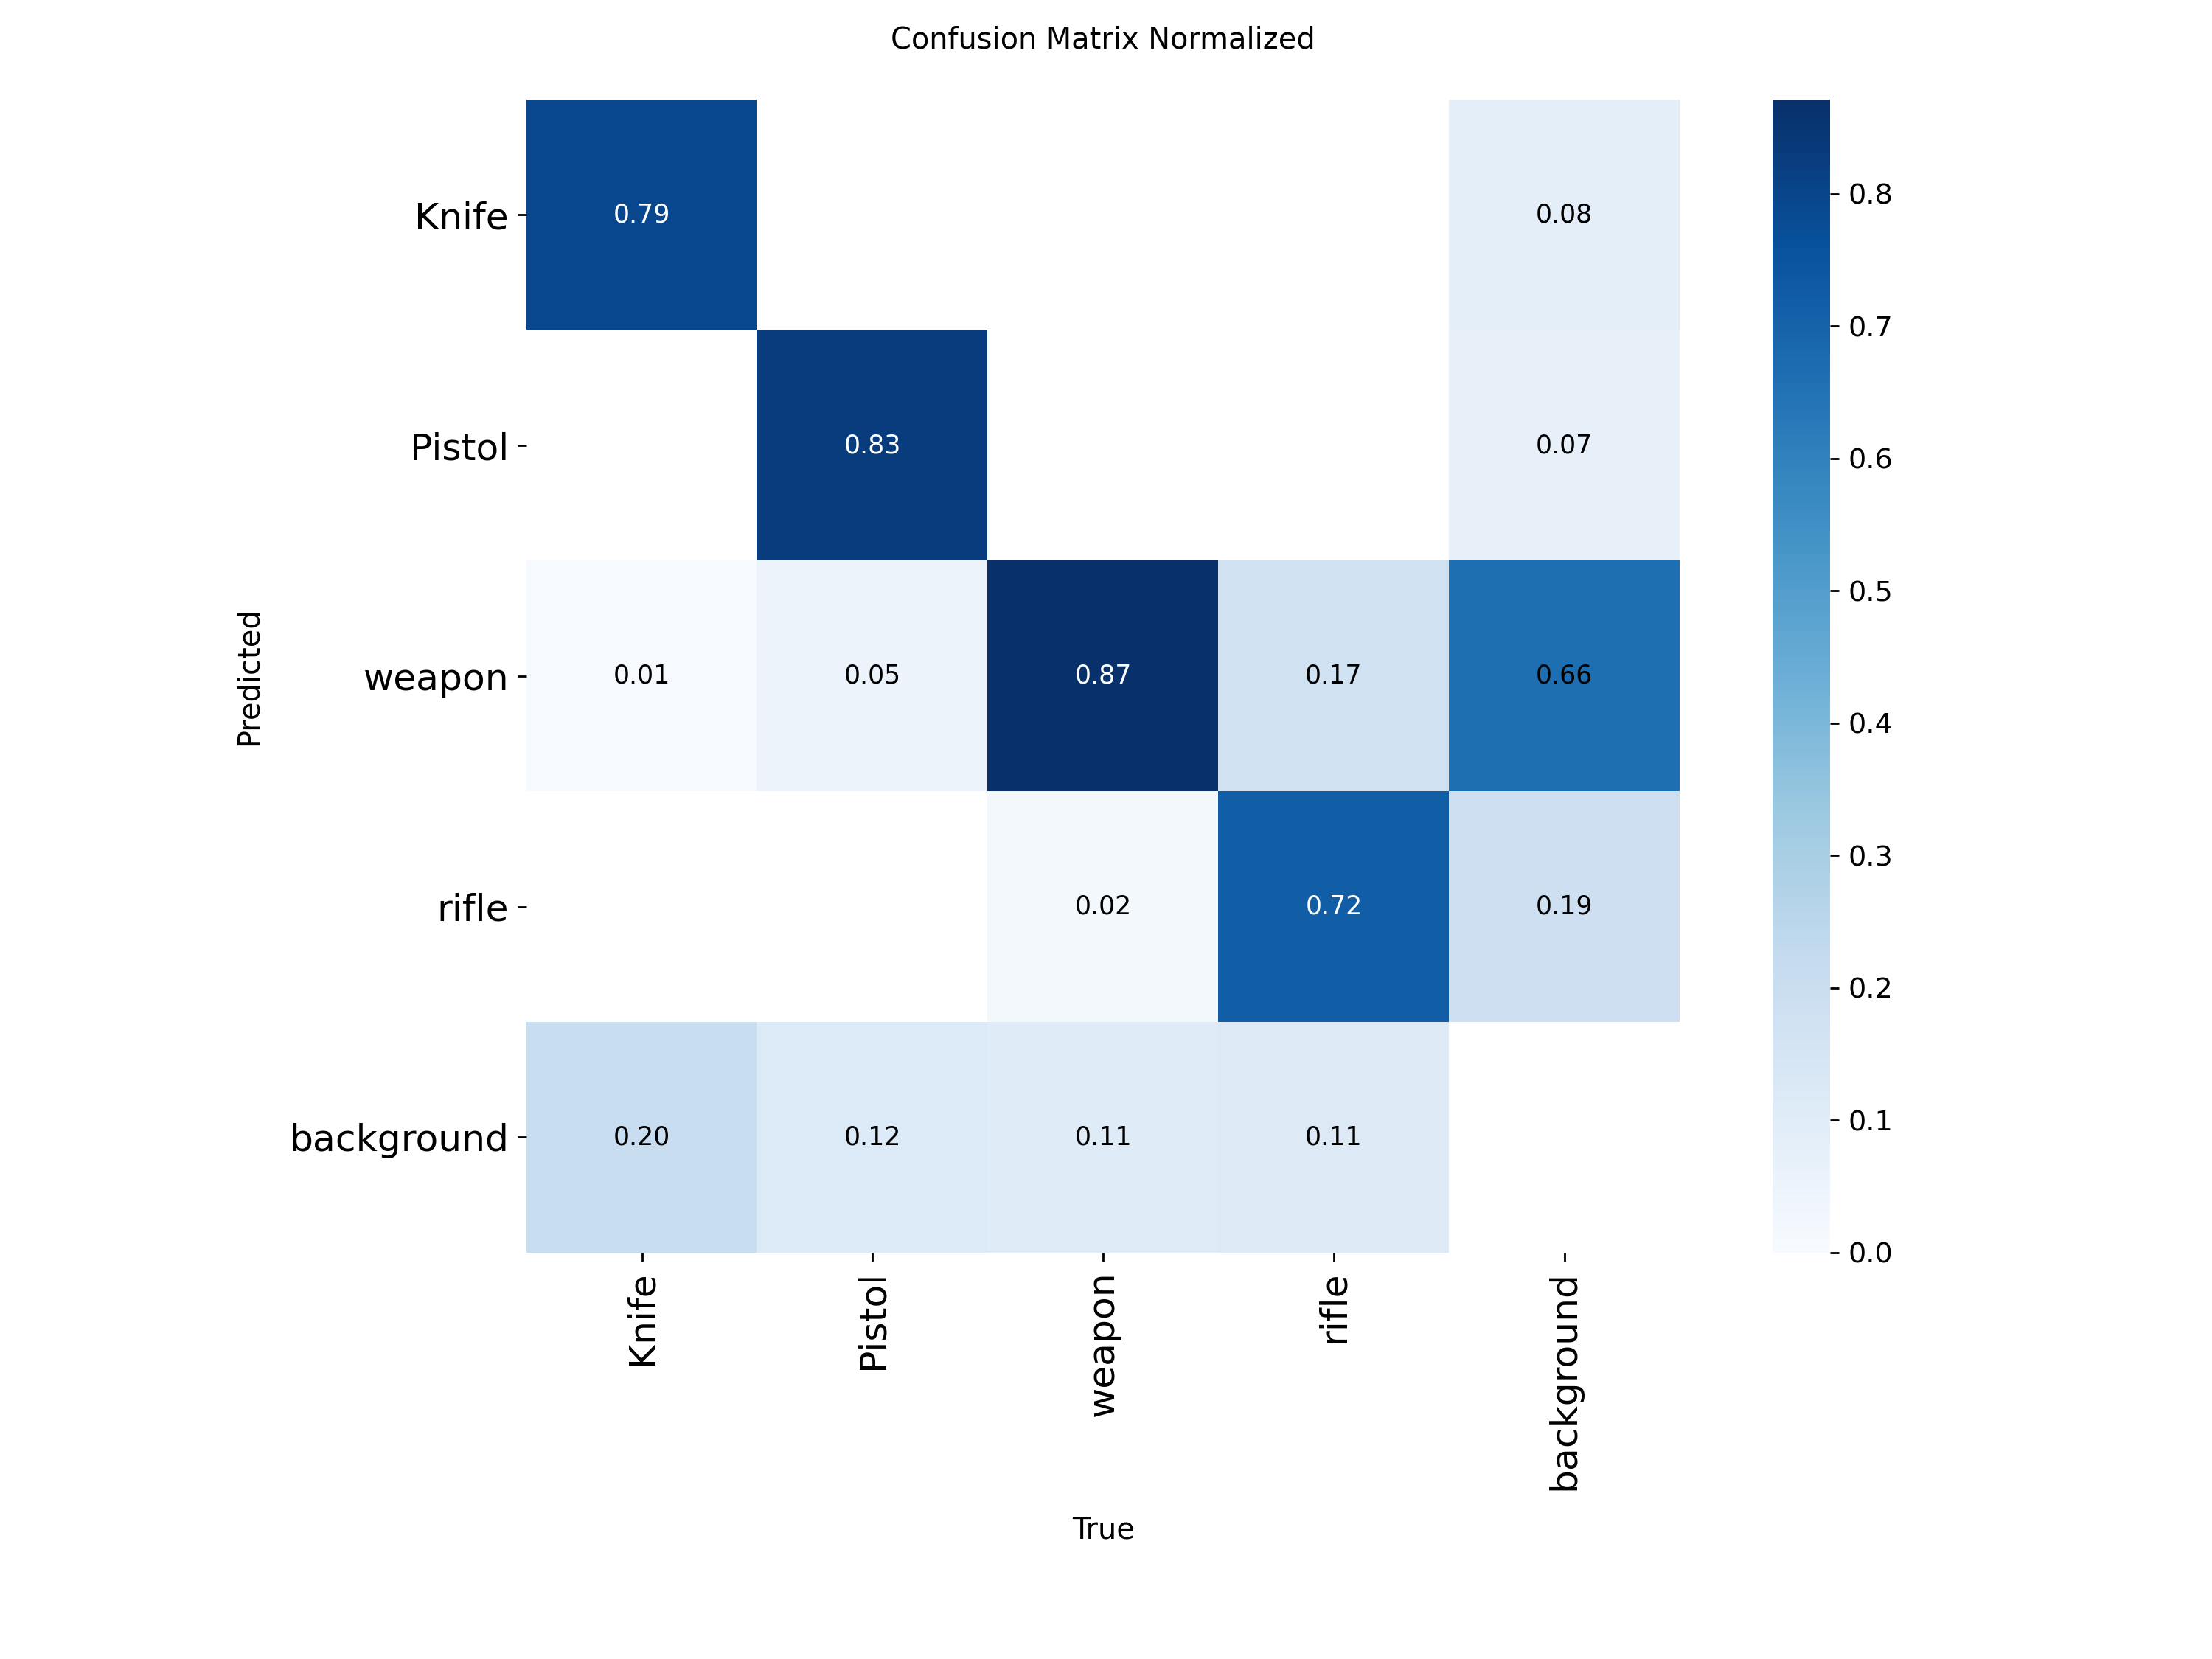 Confusion Matrix Normalized
Predicted
Knife
0.79
0.08
Pistol
0.83
0.07
weapon
0.01
0.05
0.87
0.17
0.66
rifle
0.02
0.72
0.19
background
0.20
0.12
0.11
0.11
Knife
Pistol
weapon
rifle
background
True
0.8
0.7
0.6
0.5
0.4
0.3
0.2
0.1
0.0